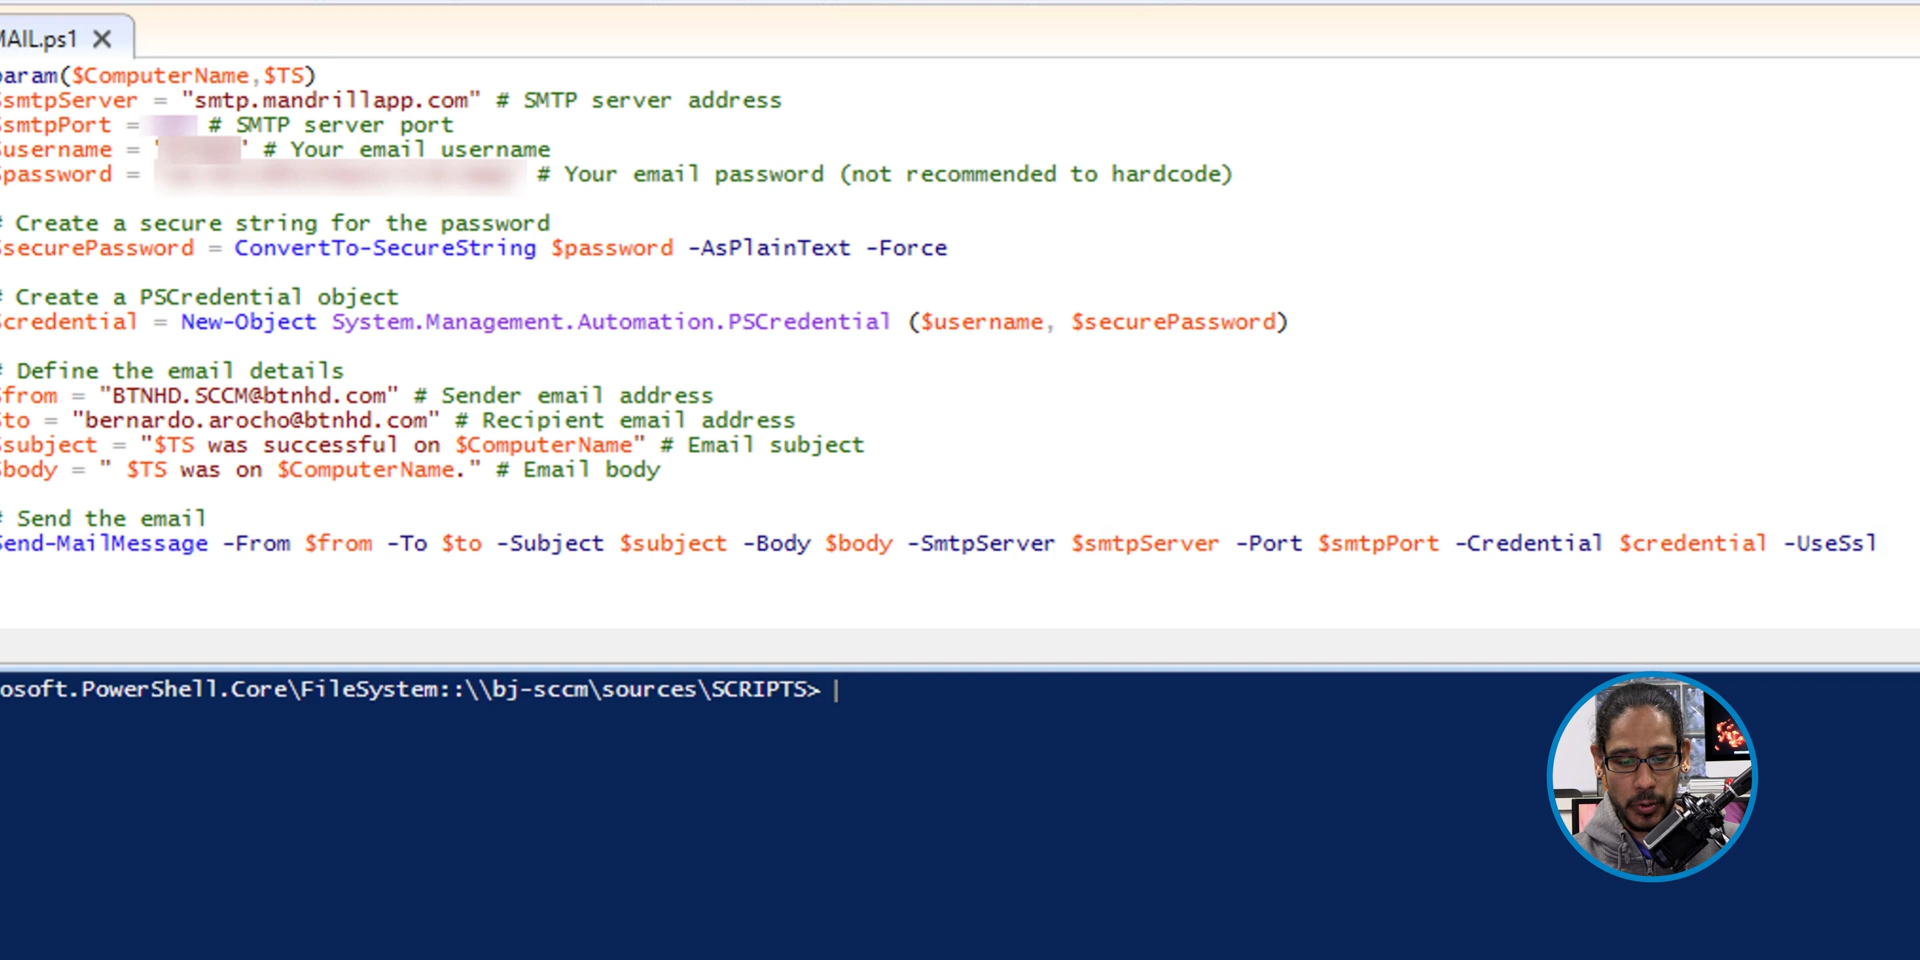 MAIL.ps1
param($ComputerName,$TS)
$smtpServer = "smtp.mandrillapp.com" # SMTP server address
$smtpPort = # SMTP server port
$username = ' ' # Your email username
$password = # Your email password (not recommended to hardcode)
# Create a secure string for the password
$securePassword = ConvertTo-SecureString $password -AsPlainText -Force
# Create a PSCredential object
$credential = New-Object System.Management.Automation.PSCredential ($username, $securePassword)
# Define the email details
$from = "BTNHD.SCCM@btnhd.com" # Sender email address
$to = "bernardo.arocho@btnhd.com" # Recipient email address
$subject = "$TS was successful on $ComputerName" # Email subject
$body = " $TS was on $ComputerName." # Email body
# Send the email
Send-MailMessage -From $from -To $to -Subject $subject -Body $body -SmtpServer $smtpServer -Port $smtpPort -Credential $credential -UseSsl
osoft.PowerShell.Core\FileSystem::\\bj-sccm\sources\SCRIPTS>